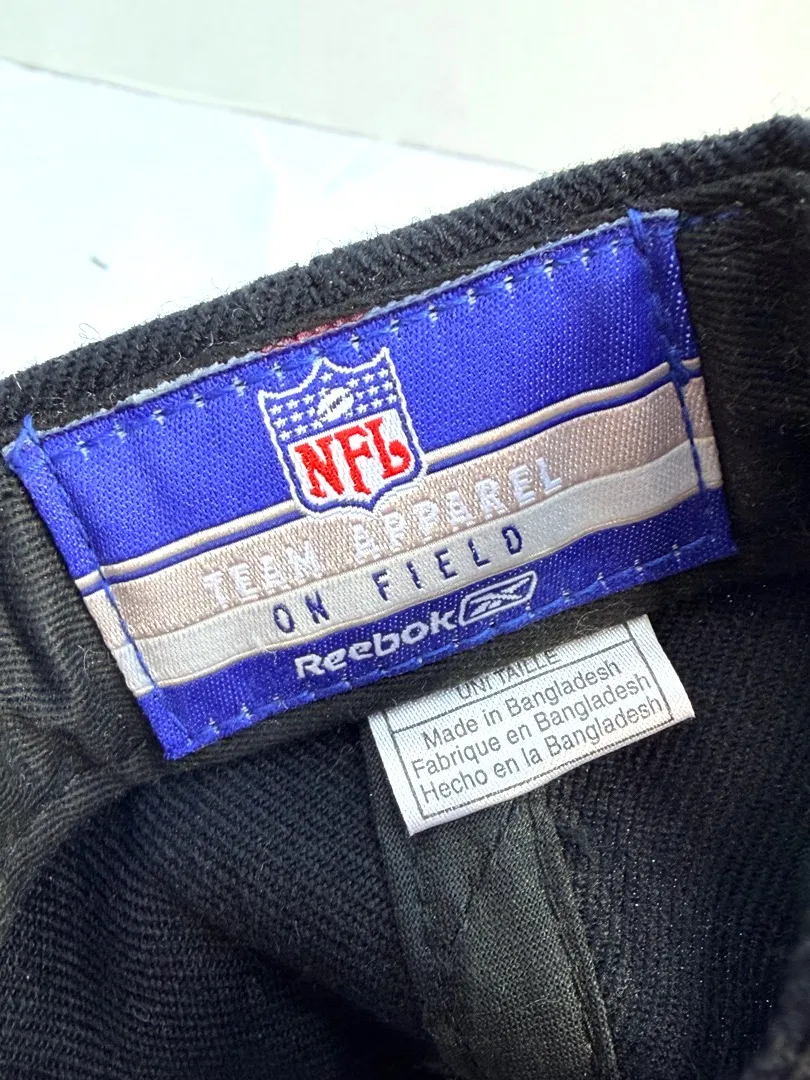 NFL
TEAM APPAREL
ON FIELD
Reebok
UNI TAILLE
Made in Bangladesh
Fabrique en Bangladesh
Hecho en la Bangladesh